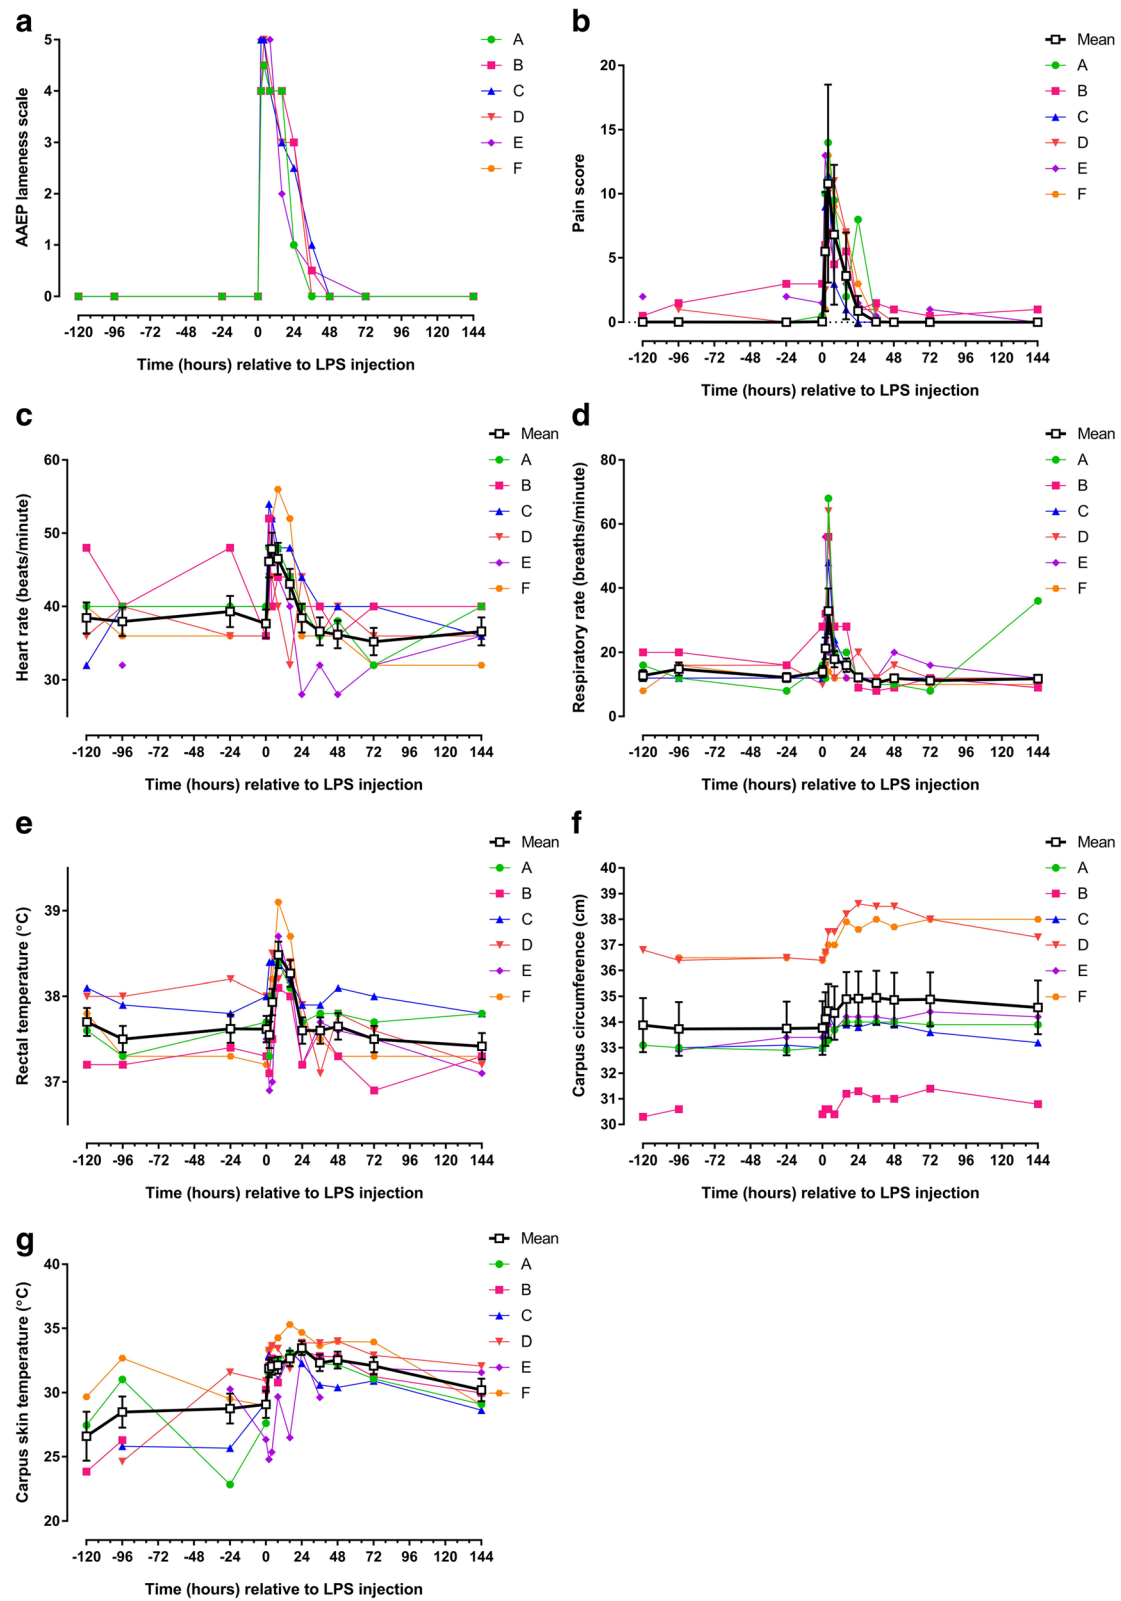 a
5
4
3
2
1
0
AAEP lameness scale
-120 -96 -72 -48 -24 0 24 48 72 96 120 144
Time (hours) relative to LPS injection
A
B
C
D
E
F
b
20
15
10
5
0
Pain score
-120 -96 -72 -48 -24 0 24 48 72 96 120 144
Time (hours) relative to LPS injection
Mean
A
B
C
D
E
F
c
60
50
40
30
Heart rate (beats/minute)
-120 -96 -72 -48 -24 0 24 48 72 96 120 144
Time (hours) relative to LPS injection
Mean
A
B
C
D
E
F
d
80
60
40
20
0
Respiratory rate (breaths/minute)
-120 -96 -72 -48 -24 0 24 48 72 96 120 144
Time (hours) relative to LPS injection
Mean
A
B
C
D
E
F
e
39
38
37
Rectal temperature (°C)
-120 -96 -72 -48 -24 0 24 48 72 96 120 144
Time (hours) relative to LPS injection
Mean
A
B
C
D
E
F
f
40
39
38
37
36
35
34
33
32
31
30
Carpus circumference (cm)
-120 -96 -72 -48 -24 0 24 48 72 96 120 144
Time (hours) relative to LPS injection
Mean
A
B
C
D
E
F
g
40
35
30
25
20
Carpus skin temperature (°C)
-120 -96 -72 -48 -24 0 24 48 72 96 120 144
Time (hours) relative to LPS injection
Mean
A
B
C
D
E
F